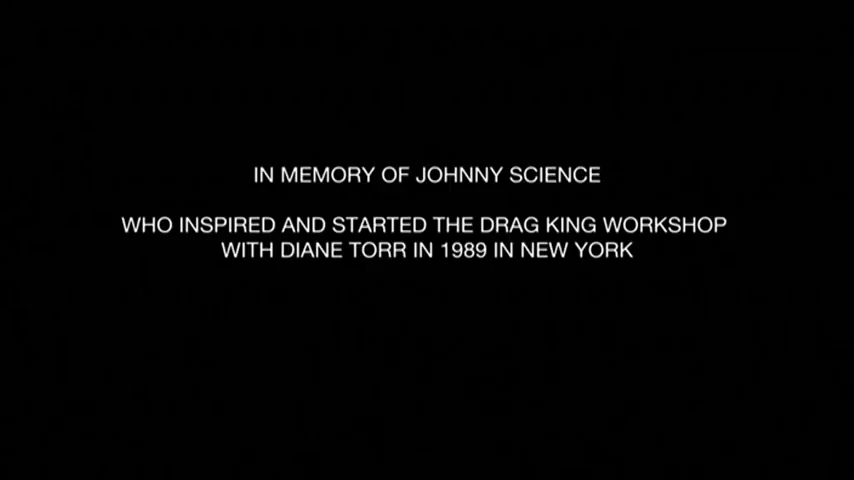 IN MEMORY OF JOHNNY SCIENCE
WHO INSPIRED AND STARTED THE DRAG KING WORKSHOP
WITH DIANE TORR IN 1989 IN NEW YORK